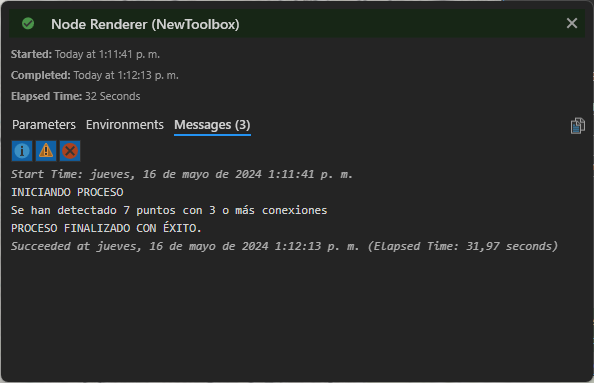 Node Renderer (NewToolbox)
Started: Today at 1:11:41 p. m.
Completed: Today at 1:12:13 p. m.
Elapsed Time: 32 Seconds
Parameters Environments Messages (3)
Start Time: jueves, 16 de mayo de 2024 1:11:41 p. m.
INICIANDO PROCESO
Se han detectado 7 puntos con 3 o más conexiones
PROCESO FINALIZADO CON ÉXITO.
Succeeded at jueves, 16 de mayo de 2024 1:12:13 p. m. (Elapsed Time: 31,97 seconds)